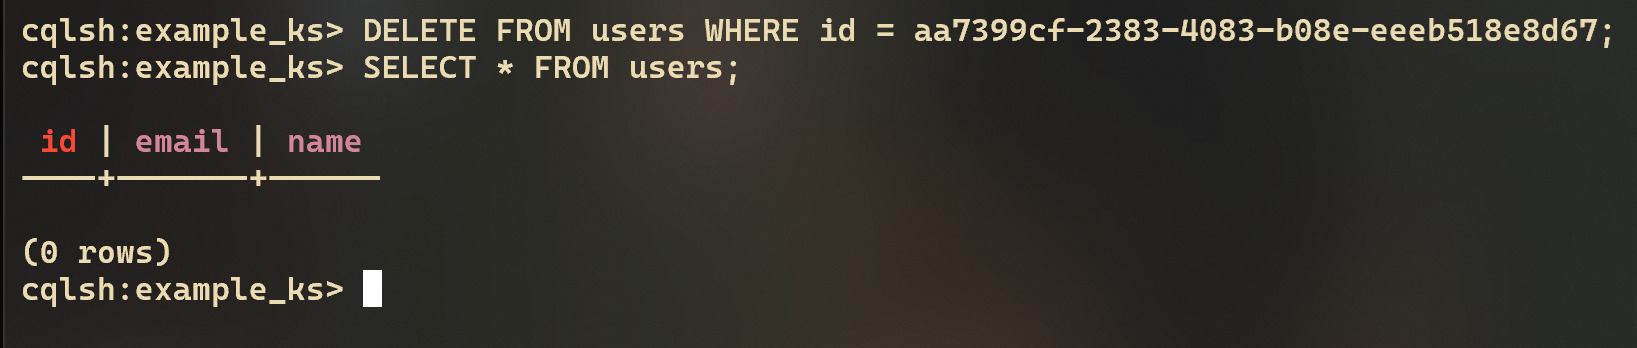 cqlsh:example_ks> DELETE FROM users WHERE id = aa7399cf-2383-4083-b08e-eeeb518e8d67;
cqlsh:example_ks> SELECT * FROM users;
 id | email | name
----+-------+------
(0 rows)
cqlsh:example_ks>